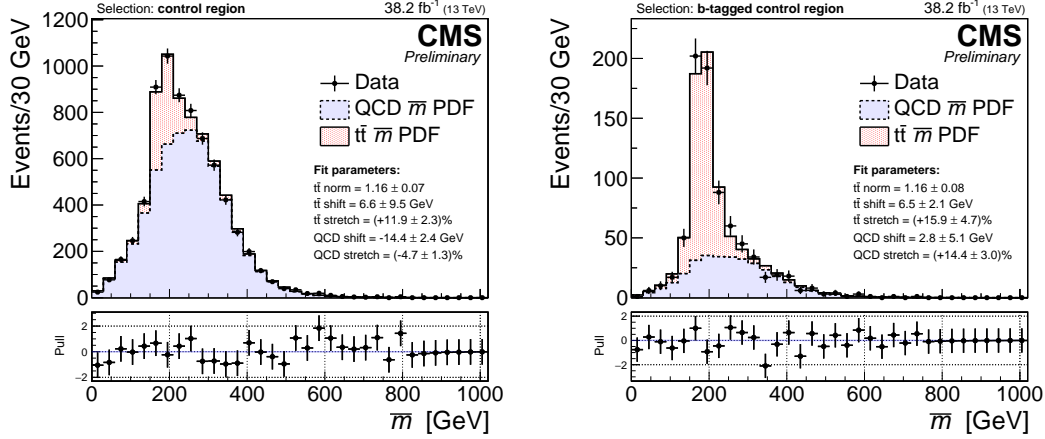 Selection: control region 38.2 fb⁻¹ (13 TeV)
CMS
Preliminary
Data
QCD m̅ PDF
tt̅ m̅ PDF
Fit parameters:
tt̅ norm = 1.16 ± 0.07
tt̅ shift = 6.6 ± 9.5 GeV
tt̅ stretch = (+11.9 ± 2.3)%
QCD shift = -14.4 ± 2.4 GeV
QCD stretch = (-4.7 ± 1.3)%
Events/30 GeV
1200
1000
800
600
400
200
0
Pull
2
0
−2
0 200 400 600 800 1000
m̅ [GeV]
Selection: b-tagged control region 38.2 fb⁻¹ (13 TeV)
CMS
Preliminary
Data
QCD m̅ PDF
tt̅ m̅ PDF
Fit parameters:
tt̅ norm = 1.16 ± 0.08
tt̅ shift = 6.5 ± 2.1 GeV
tt̅ stretch = (+15.9 ± 4.7)%
QCD shift = 2.8 ± 5.1 GeV
QCD stretch = (+14.4 ± 3.0)%
Events/30 GeV
200
150
100
50
0
Pull
2
0
−2
0 200 400 600 800 1000
m̅ [GeV]